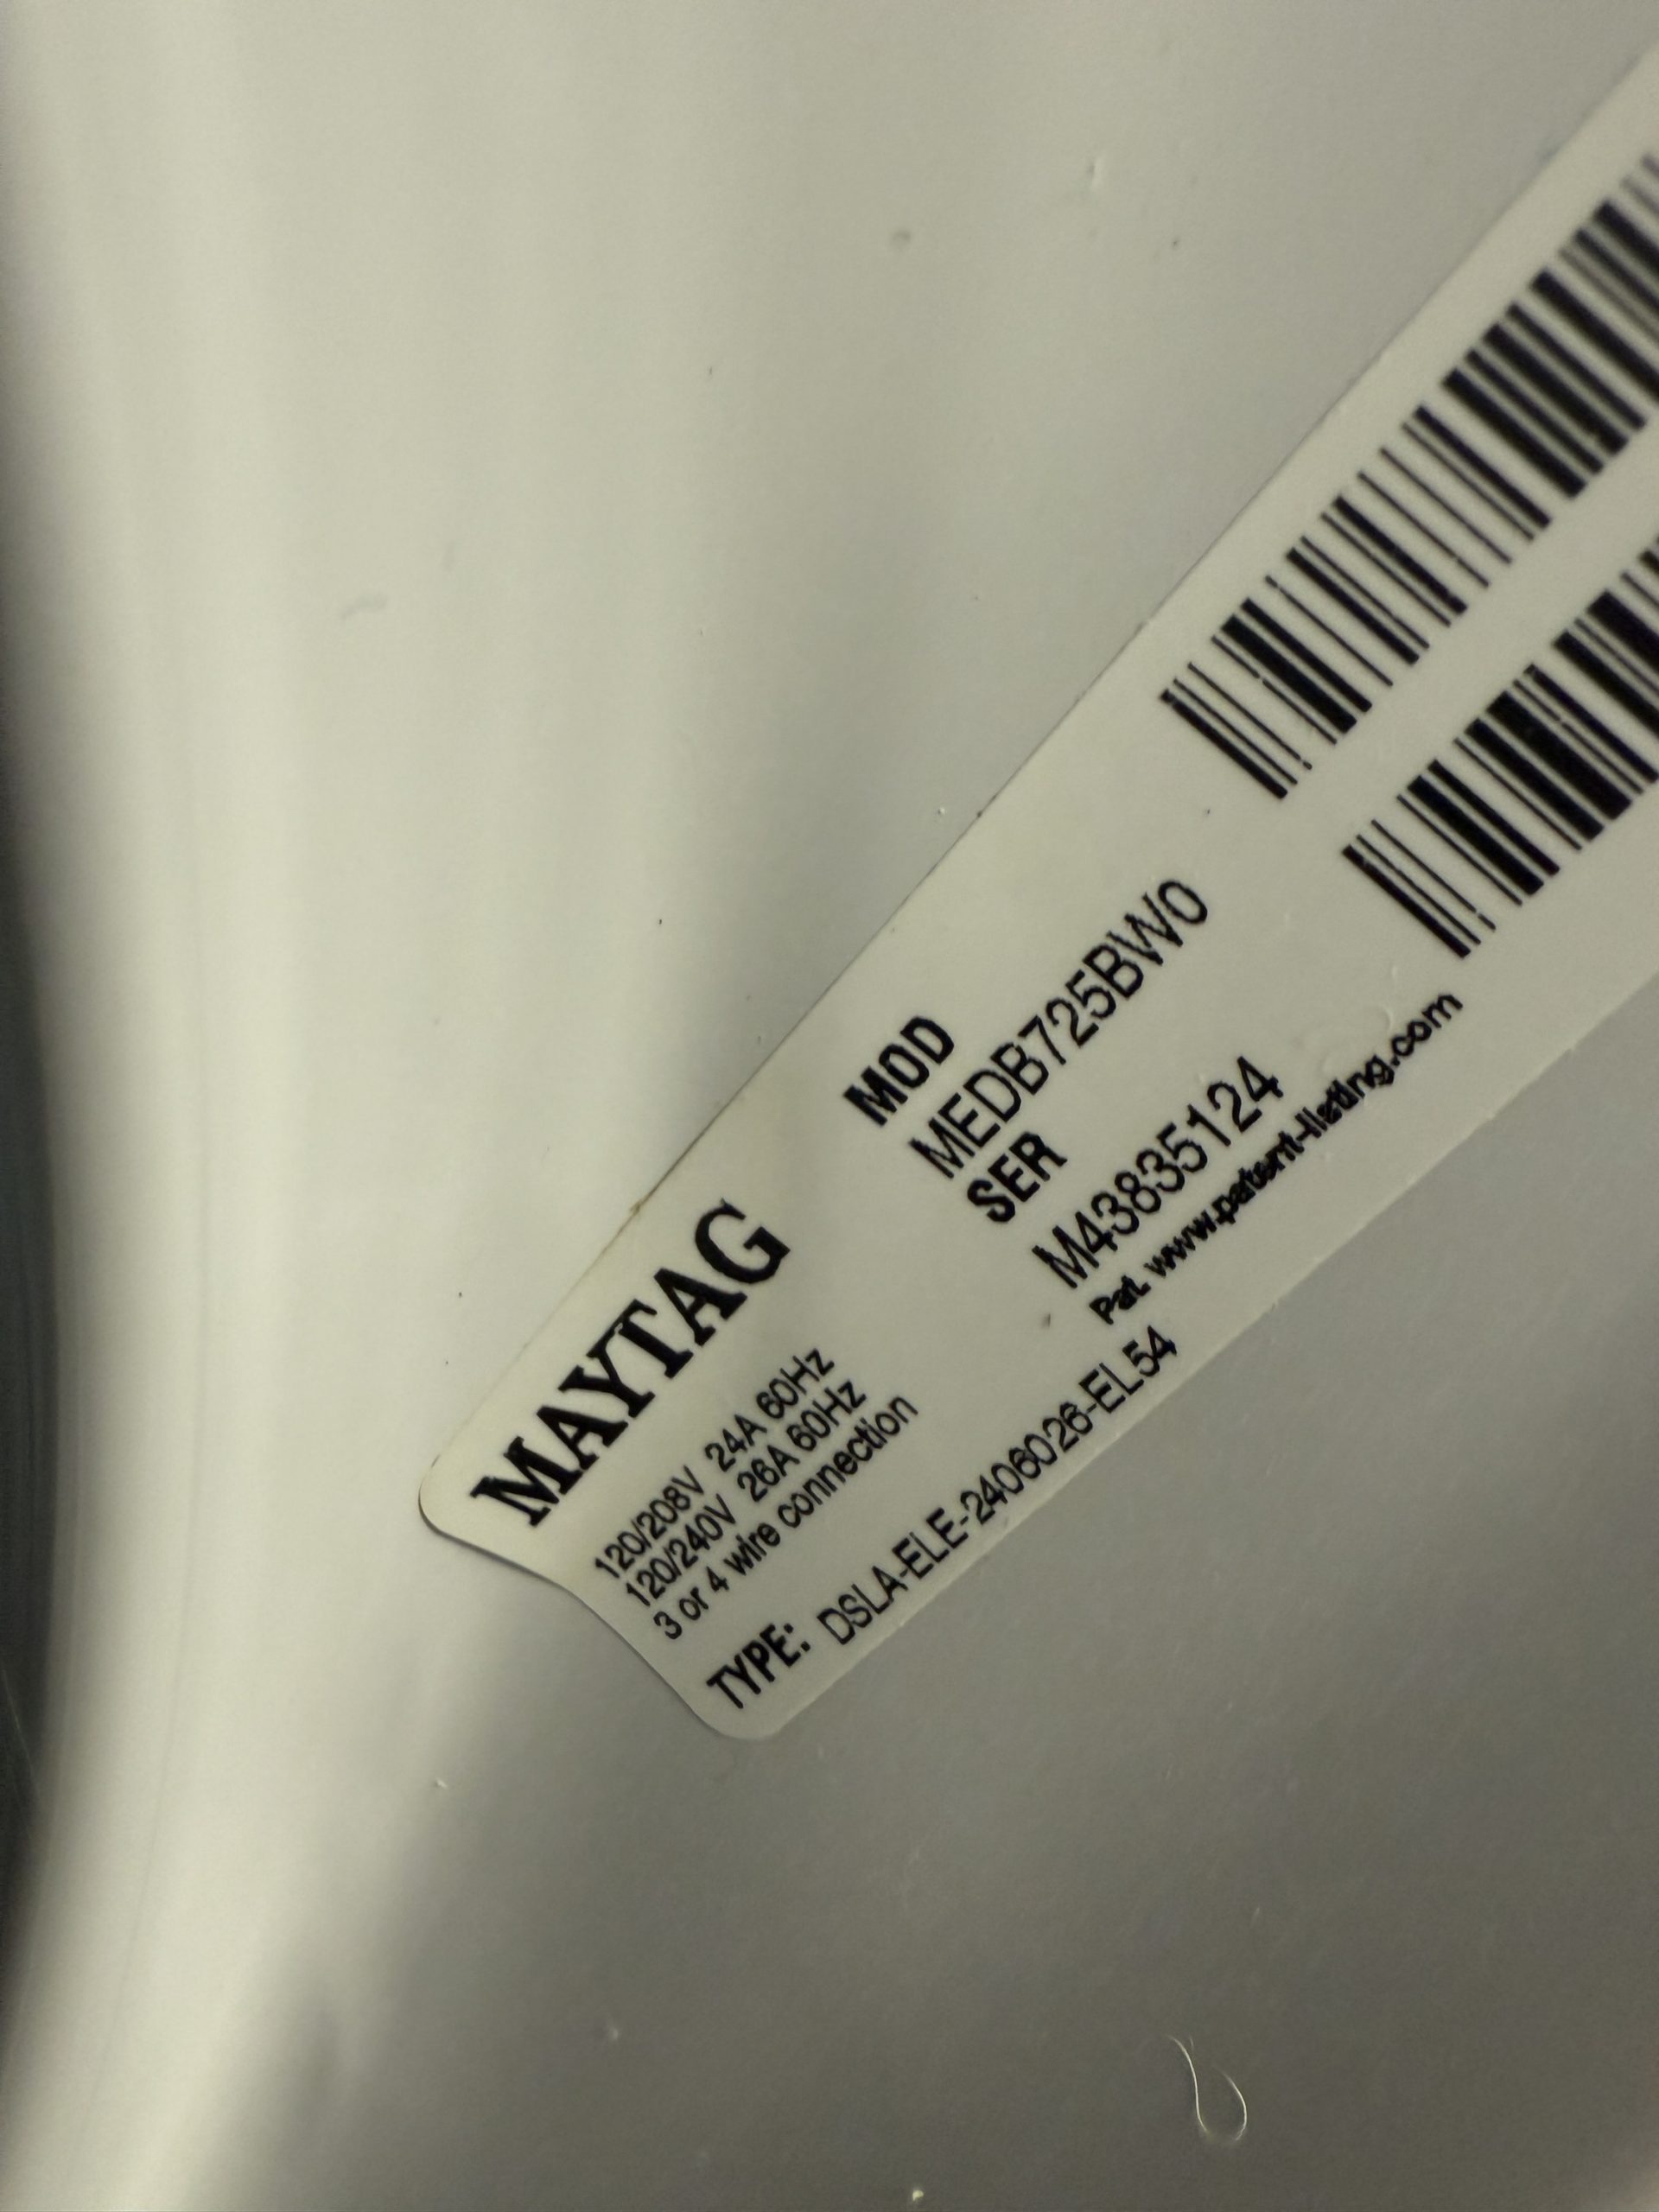 MAYTAG
120/208V 24A 60Hz
120/240V 26A 60Hz
3 or 4 wire connection
TYPE: DSLA-ELE-2406026-EL54
MOD
MEDB725BW0
SER
M43835124
Pat. www.patent-listing.com